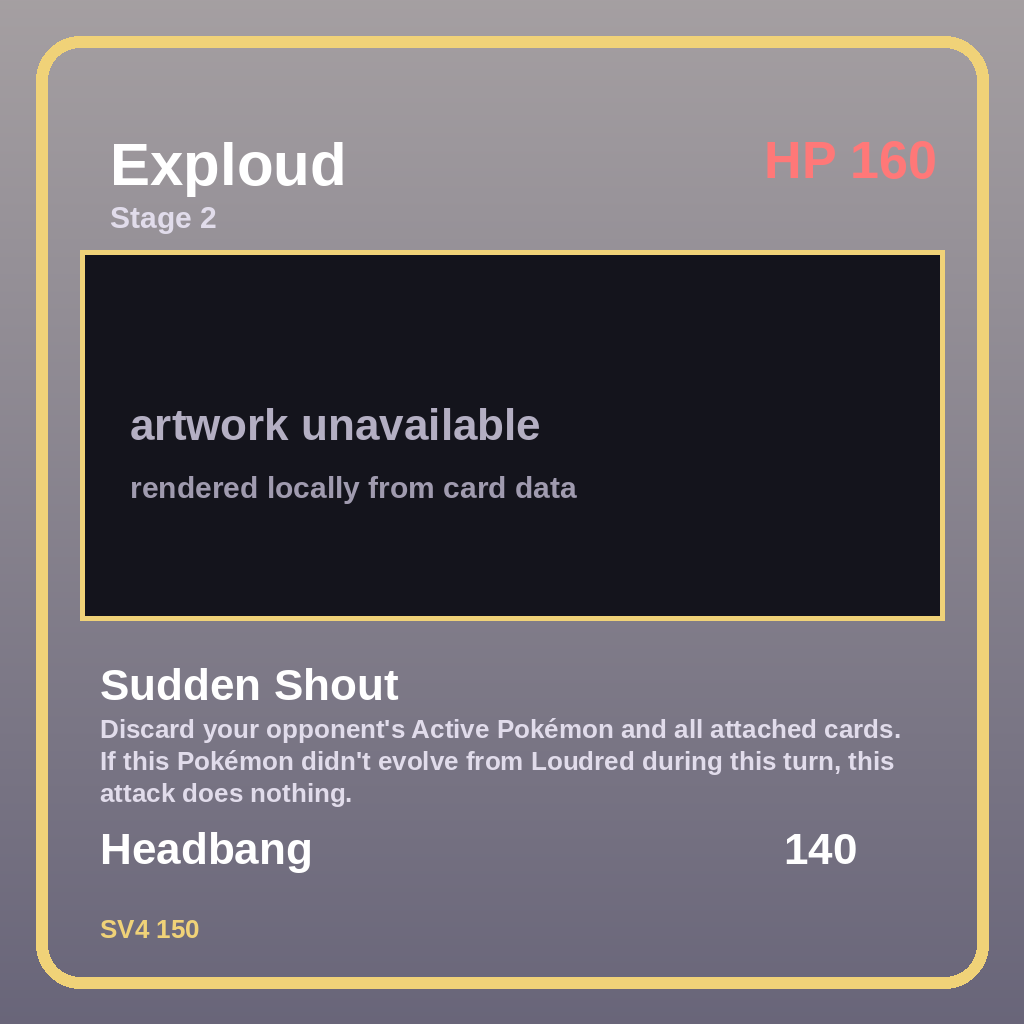 Exploud
HP 160
Stage 2
artwork unavailable
rendered locally from card data
Sudden Shout
Discard your opponent's Active Pokémon and all attached cards.
If this Pokémon didn't evolve from Loudred during this turn, this
attack does nothing.
Headbang 140
SV4 150